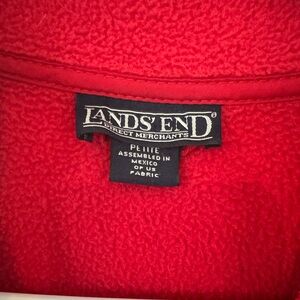 LANDS' END®
DIRECT MERCHANTS
PETITE
ASSEMBLED IN
MEXICO
OF US
FABRIC